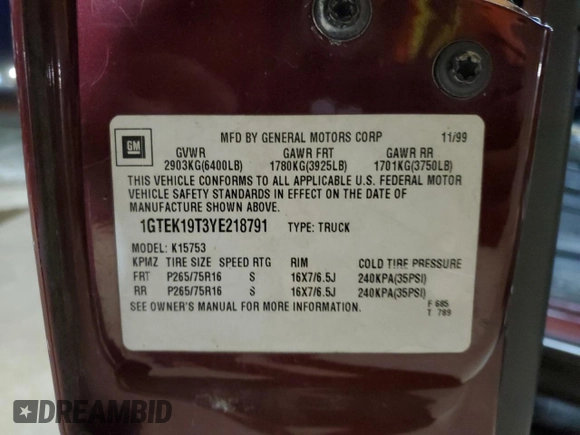 GM
MFD BY GENERAL MOTORS CORP 11/99
GVWR GAWR FRT GAWR RR
2903KG(6400LB) 1780KG(3925LB) 1701KG(3750LB)
THIS VEHICLE CONFORMS TO ALL APPLICABLE U.S. FEDERAL MOTOR
VEHICLE SAFETY STANDARDS IN EFFECT ON THE DATE OF
MANUFACTURE SHOWN ABOVE.
1GTEK19T3YE218791 TYPE: TRUCK
MODEL: K15753
KPMZ TIRE SIZE SPEED RTG RIM COLD TIRE PRESSURE
FRT P265/75R16 S 16X7/6.5J 240KPA(35PSI)
RR P265/75R16 S 16X7/6.5J 240KPA(35PSI)
SEE OWNER'S MANUAL FOR MORE INFORMATION. F 685
T 789
DREAMBID